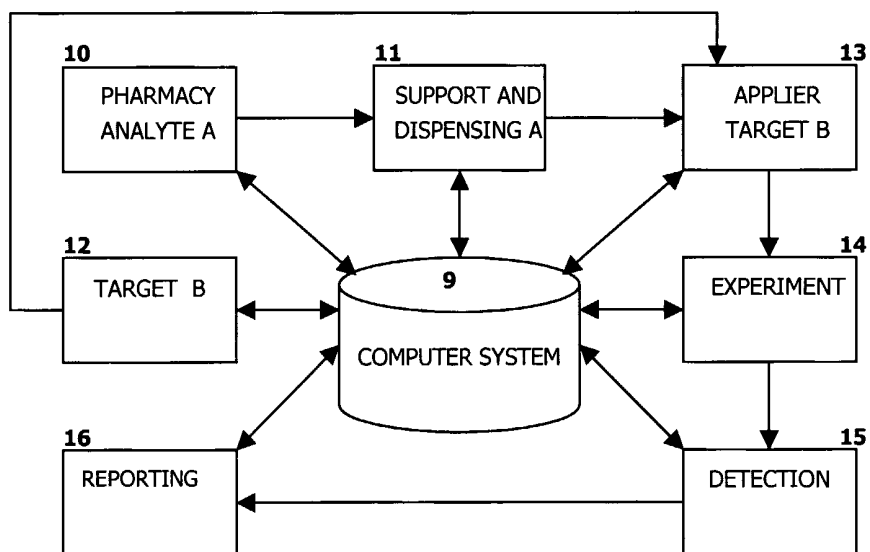 10
PHARMACY
ANALYTE A
11
SUPPORT AND
DISPENSING A
13
APPLIER
TARGET B
12
TARGET B
9
COMPUTER SYSTEM
14
EXPERIMENT
16
REPORTING
15
DETECTION